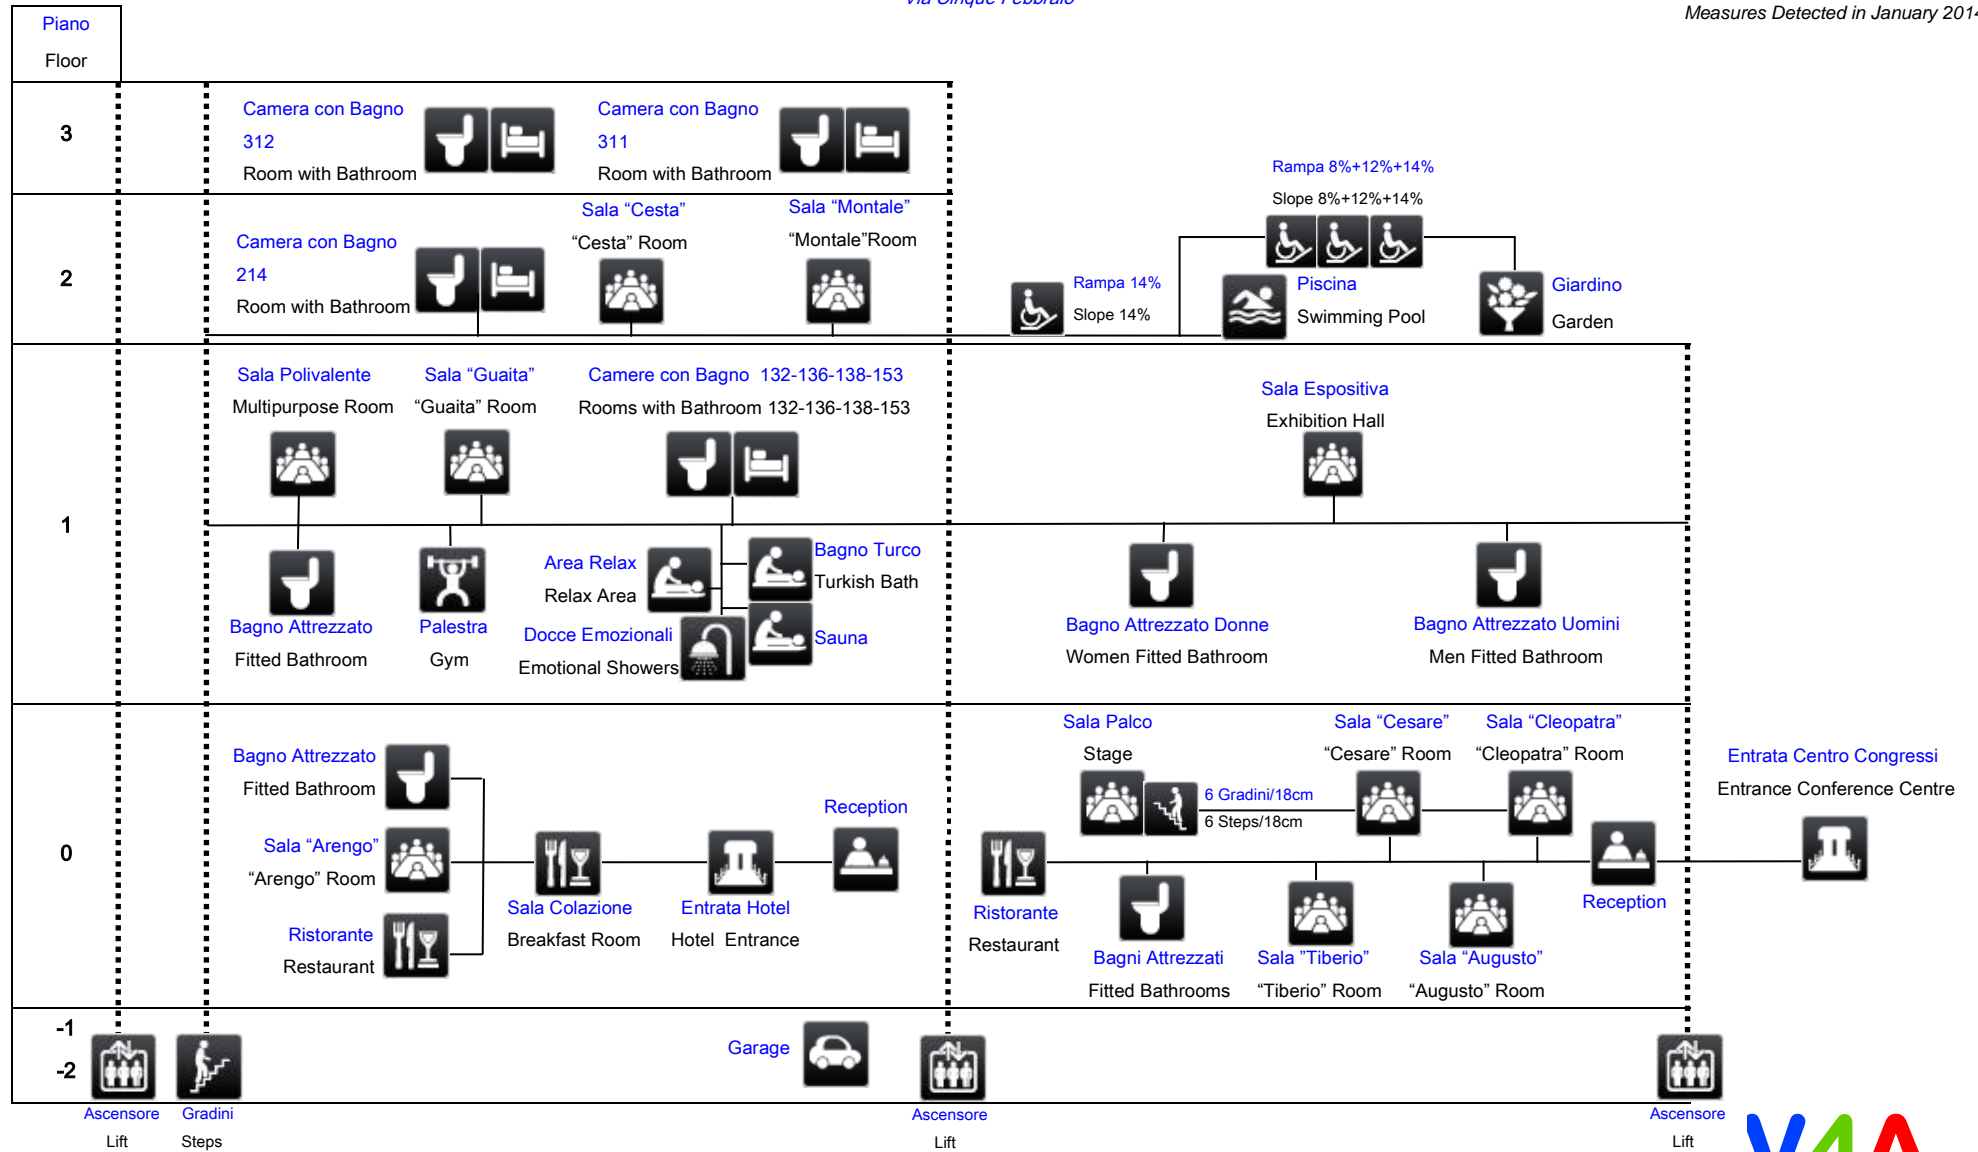 Via Cinque Febbraio
Measures Detected in January 2014
Piano
Floor
3
Camera con Bagno
312
Room with Bathroom
Camera con Bagno
311
Room with Bathroom
2
Camera con Bagno
214
Room with Bathroom
Sala “Cesta”
“Cesta” Room
Sala “Montale”
“Montale”Room
Rampa 14%
Slope 14%
Rampa 8%+12%+14%
Slope 8%+12%+14%
Piscina
Swimming Pool
Giardino
Garden
1
Sala Polivalente
Multipurpose Room
Sala “Guaita”
“Guaita” Room
Camere con Bagno 132-136-138-153
Rooms with Bathroom 132-136-138-153
Sala Espositiva
Exhibition Hall
Bagno Attrezzato
Fitted Bathroom
Palestra
Gym
Area Relax
Relax Area
Bagno Turco
Turkish Bath
Docce Emozionali
Emotional Showers
Sauna
Bagno Attrezzato Donne
Women Fitted Bathroom
Bagno Attrezzato Uomini
Men Fitted Bathroom
0
Bagno Attrezzato
Fitted Bathroom
Sala “Arengo”
“Arengo” Room
Ristorante
Restaurant
Sala Colazione
Breakfast Room
Entrata Hotel
Hotel Entrance
Reception
Sala Palco
Stage
6 Gradini/18cm
6 Steps/18cm
Sala “Cesare”
“Cesare” Room
Sala “Cleopatra”
“Cleopatra” Room
Ristorante
Restaurant
Bagni Attrezzati
Fitted Bathrooms
Sala ”Tiberio”
“Tiberio” Room
Sala “Augusto”
“Augusto” Room
Reception
Entrata Centro Congressi
Entrance Conference Centre
-1
-2
Garage
Ascensore
Lift
Gradini
Steps
Ascensore
Lift
Ascensore
Lift
V4A